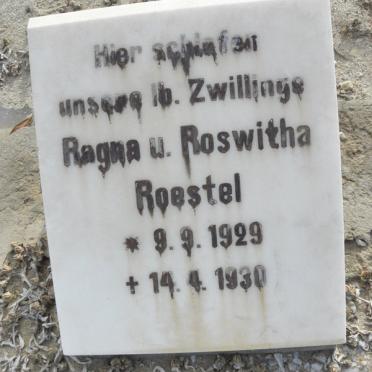 Hier schlafen
unsere lb. Zwillinge
Ragna u. Roswitha
Roestel
* 9. 9. 1929
+ 14. 4. 1930